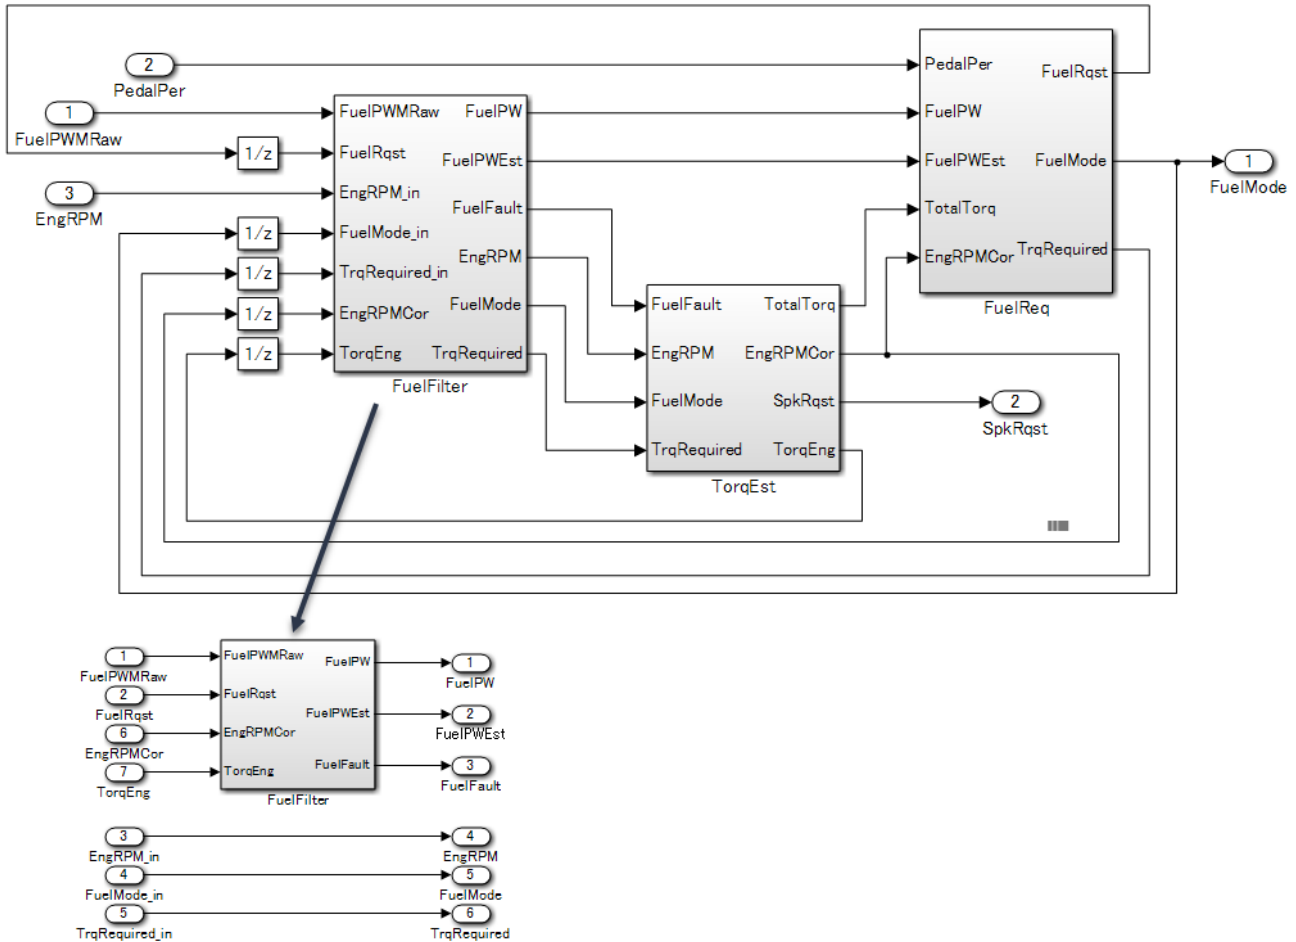 2
PedalPer
1
FuelPWMRaw
1/z
3
EngRPM
1/z
1/z
1/z
1/z
FuelPWMRaw
FuelRqst
EngRPM_in
FuelMode_in
TrqRequired_in
EngRPMCor
TorqEng
FuelPW
FuelPWEst
FuelFault
EngRPM
FuelMode
TrqRequired
FuelFilter
FuelFault
EngRPM
FuelMode
TrqRequired
TotalTorq
EngRPMCor
SpkRqst
TorqEng
TorqEst
PedalPer
FuelPW
FuelPWEst
TotalTorq
EngRPMCor
FuelRqst
FuelMode
TrqRequired
FuelReq
1
FuelMode
2
SpkRqst
1
FuelPWMRaw
2
FuelRqst
6
EngRPMCor
7
TorqEng
FuelPWMRaw
FuelRqst
EngRPMCor
TorqEng
FuelPW
FuelPWEst
FuelFault
FuelFilter
1
FuelPW
2
FuelPWEst
3
FuelFault
3
EngRPM_in
4
EngRPM
4
FuelMode_in
5
FuelMode
5
TrqRequired_in
6
TrqRequired